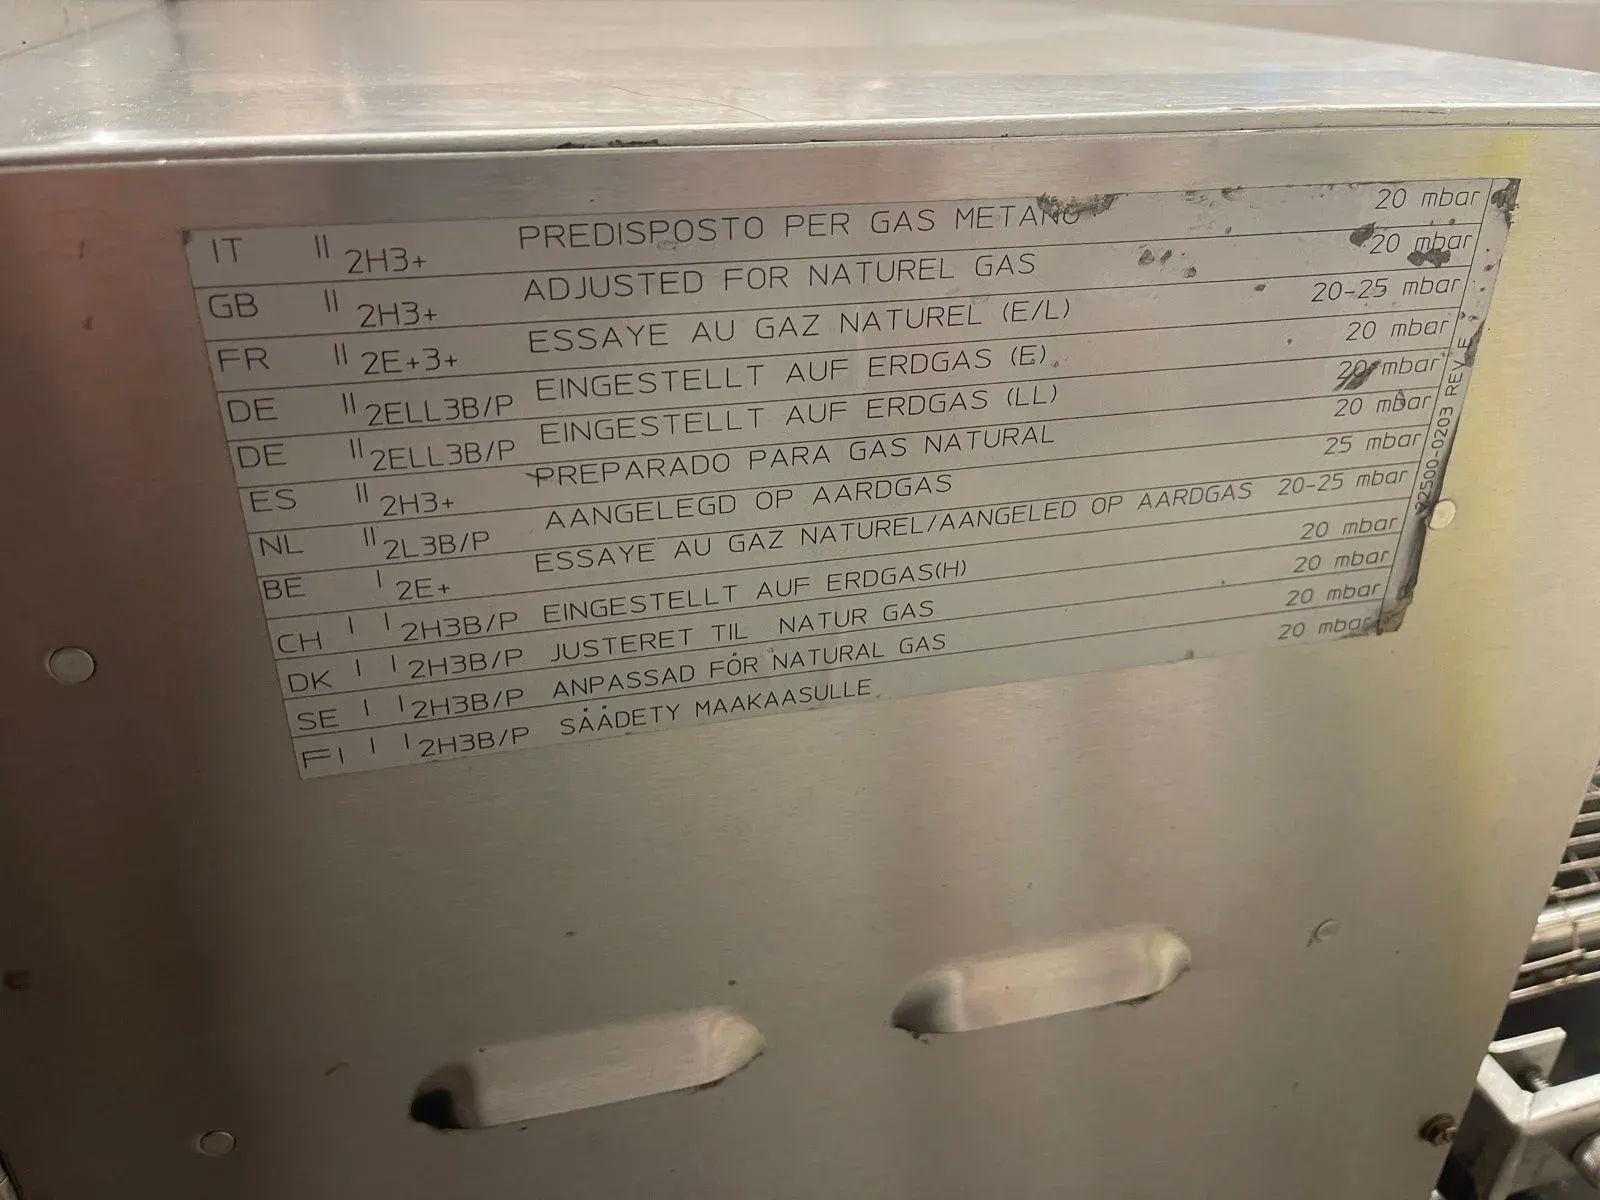 IT II 2H3+ PREDISPOSTO PER GAS METANO 20 mbar
GB II 2H3+ ADJUSTED FOR NATUREL GAS 20 mbar
FR II 2E+3+ ESSAYE AU GAZ NATUREL (E/L) 20-25 mbar
DE II 2ELL3B/P EINGESTELLT AUF ERDGAS (E) 20 mbar
DE II 2ELL3B/P EINGESTELLT AUF ERDGAS (LL) 20 mbar
ES II 2H3+ PREPARADO PARA GAS NATURAL 20 mbar
NL II 2L3B/P AANGELEGD OP AARDGAS 25 mbar
BE I 2E+ ESSAYE AU GAZ NATUREL/AANGELED OP AARDGAS 20-25 mbar
CH I I 2H3B/P EINGESTELLT AUF ERDGAS(H) 20 mbar
DK I I 2H3B/P JUSTERET TIL NATUR GAS 20 mbar
SE I I 2H3B/P ANPASSAD FÓR NATURAL GAS 20 mbar
FI I I 2H3B/P SȦȦDETY MAAKAASULLE 20 mbar
REV.E